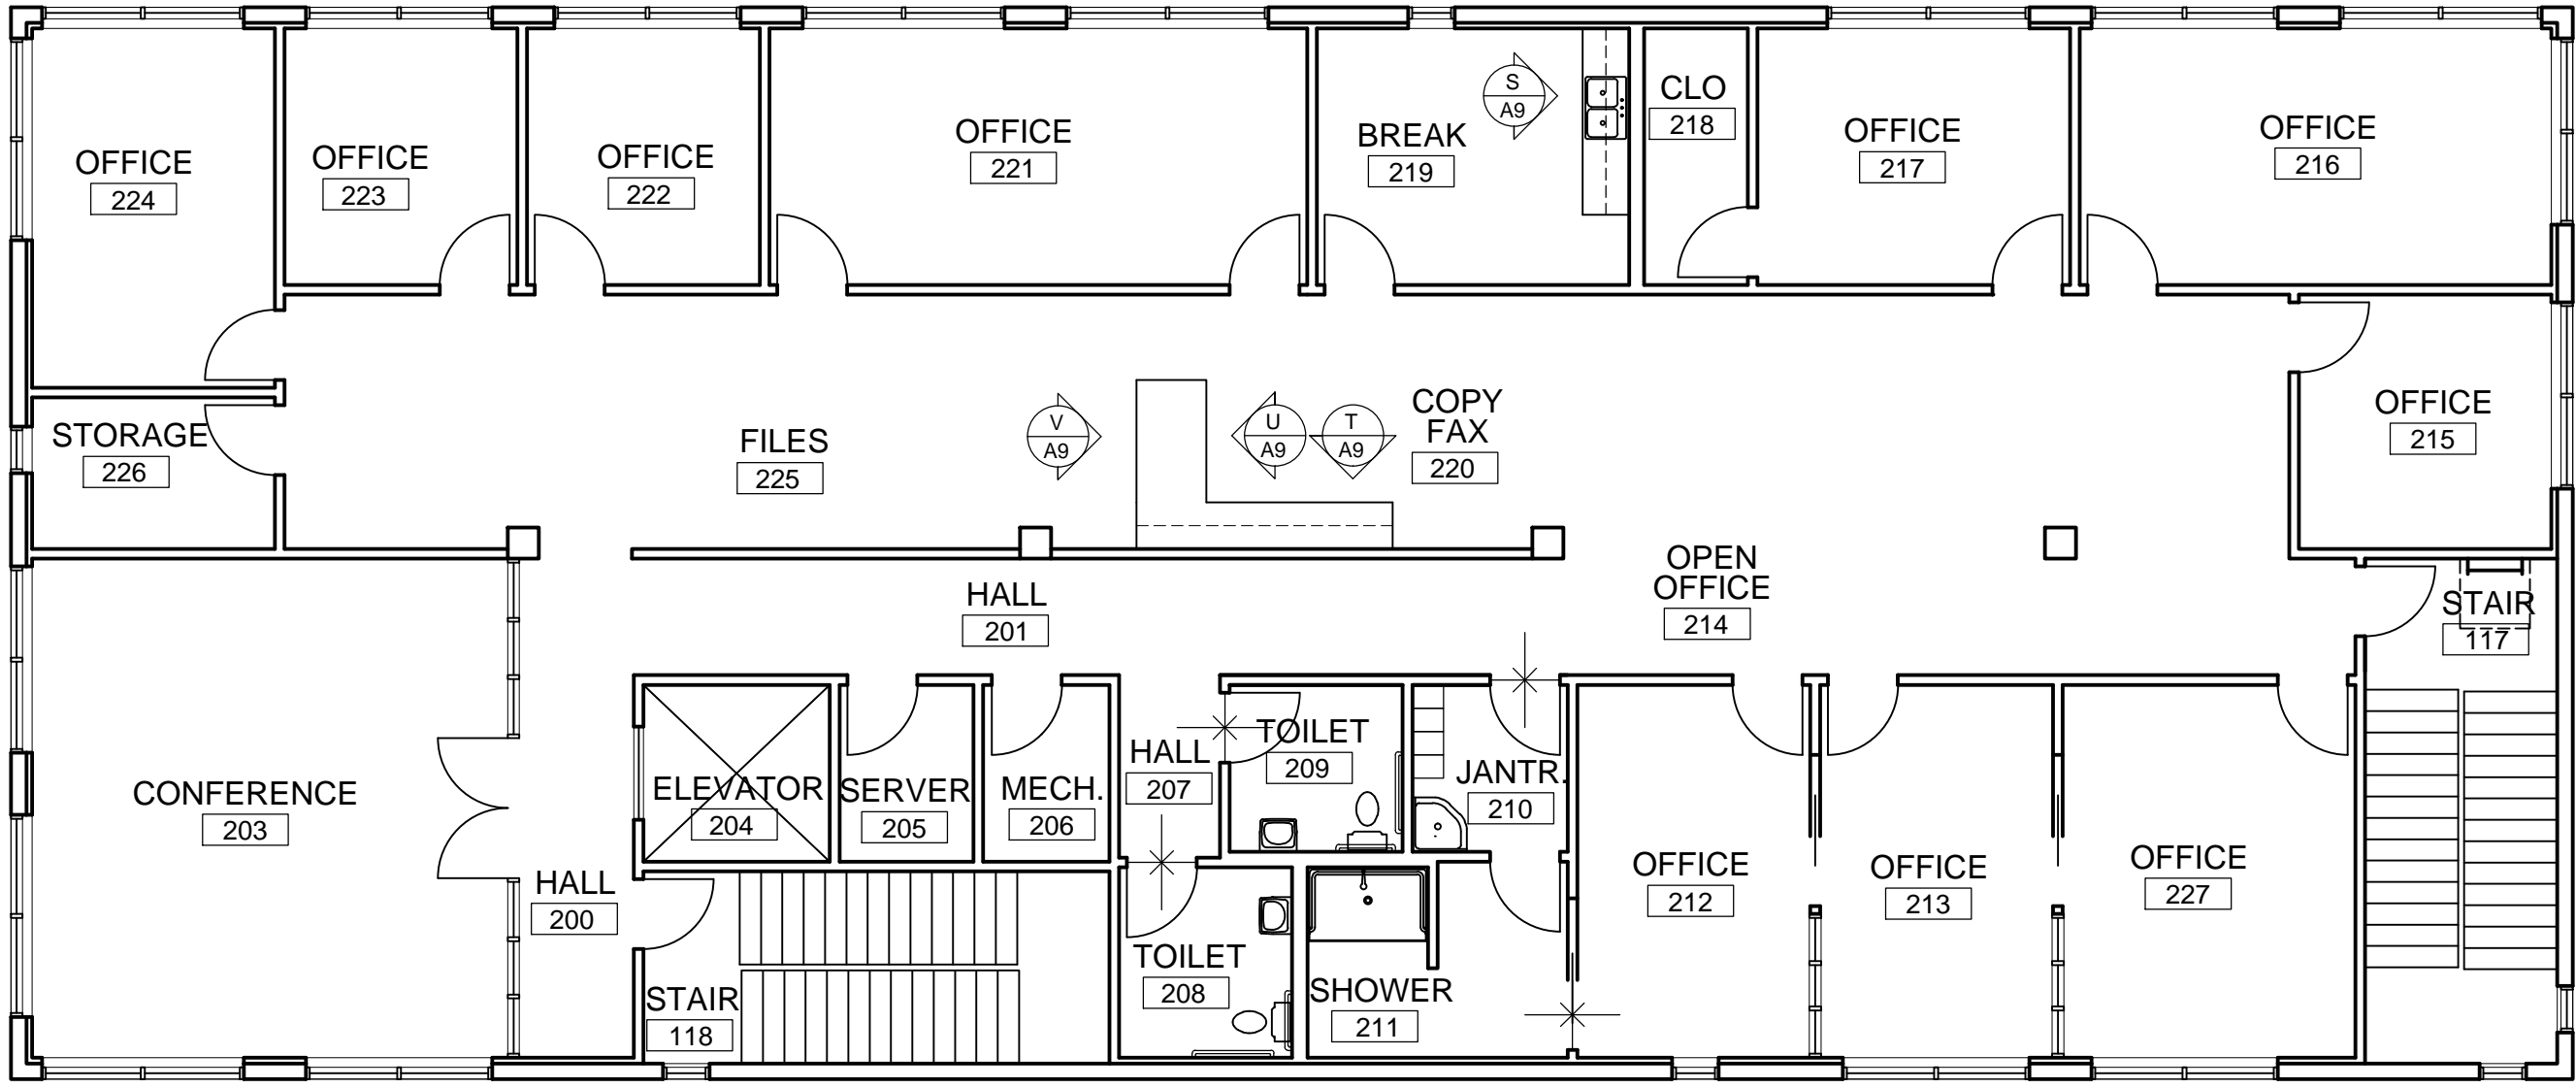 OFFICE
224
OFFICE
223
OFFICE
222
OFFICE
221
BREAK
219
S
A9
CLO
218
OFFICE
217
OFFICE
216
STORAGE
226
FILES
225
V
A9
U
A9
T
A9
COPY
FAX
220
OFFICE
215
HALL
201
OPEN
OFFICE
214
STAIR
117
CONFERENCE
203
HALL
200
ELEVATOR
204
SERVER
205
MECH.
206
HALL
207
TOILET
209
JANTR.
210
OFFICE
212
OFFICE
213
OFFICE
227
STAIR
118
TOILET
208
SHOWER
211